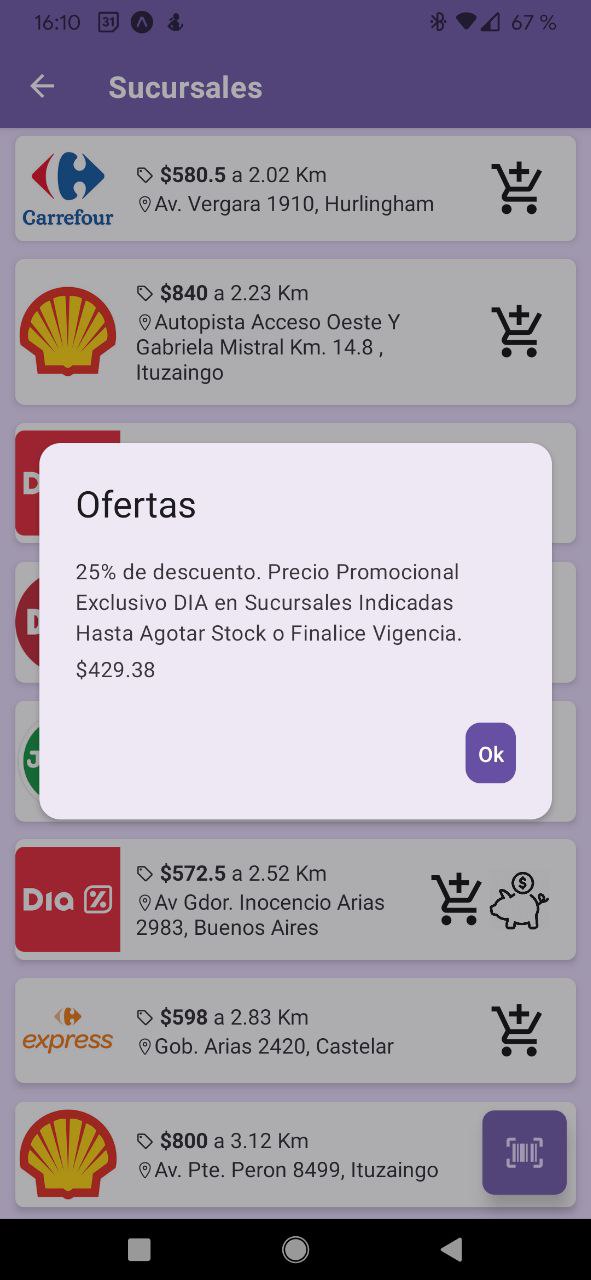 16:10
31
67 %
Sucursales
Carrefour
$580.5 a 2.02 Km
Av. Vergara 1910, Hurlingham
$840 a 2.23 Km
Autopista Acceso Oeste Y
Gabriela Mistral Km. 14.8 ,
Ituzaingo
Ofertas
25% de descuento. Precio Promocional
Exclusivo DIA en Sucursales Indicadas
Hasta Agotar Stock o Finalice Vigencia.
$429.38
Ok
Dia %
$572.5 a 2.52 Km
Av Gdor. Inocencio Arias
2983, Buenos Aires
express
$598 a 2.83 Km
Gob. Arias 2420, Castelar
$800 a 3.12 Km
Av. Pte. Peron 8499, Ituzaingo